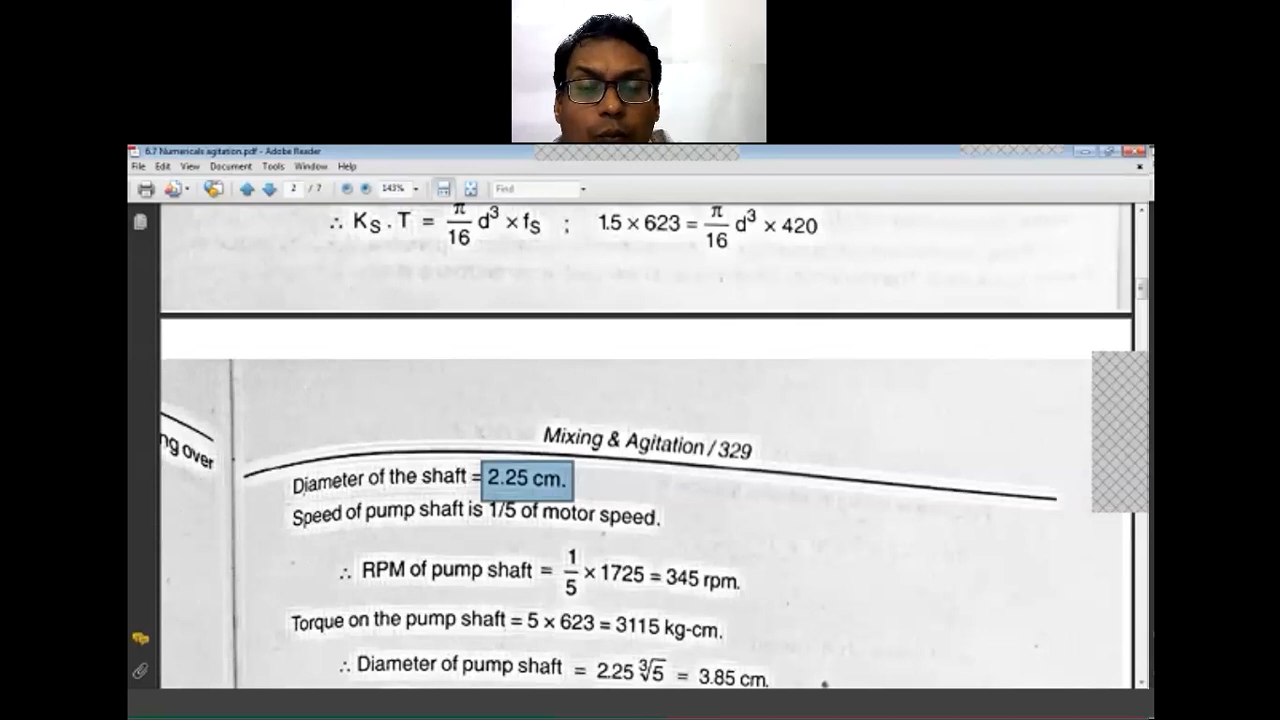 6.7 Numericals agitation.pdf - Adobe Reader
File Edit View Document Tools Window Help
2 / 7 143% Find
∴ Ks . T = π/16 d³ × fs ; 1.5 × 623 = π/16 d³ × 420
ng over
Mixing & Agitation / 329
Diameter of the shaft = 2.25 cm.
Speed of pump shaft is 1/5 of motor speed.
∴ RPM of pump shaft = 1/5 × 1725 = 345 rpm.
Torque on the pump shaft = 5 × 623 = 3115 kg-cm.
∴ Diameter of pump shaft = 2.25 ∛5 = 3.85 cm.